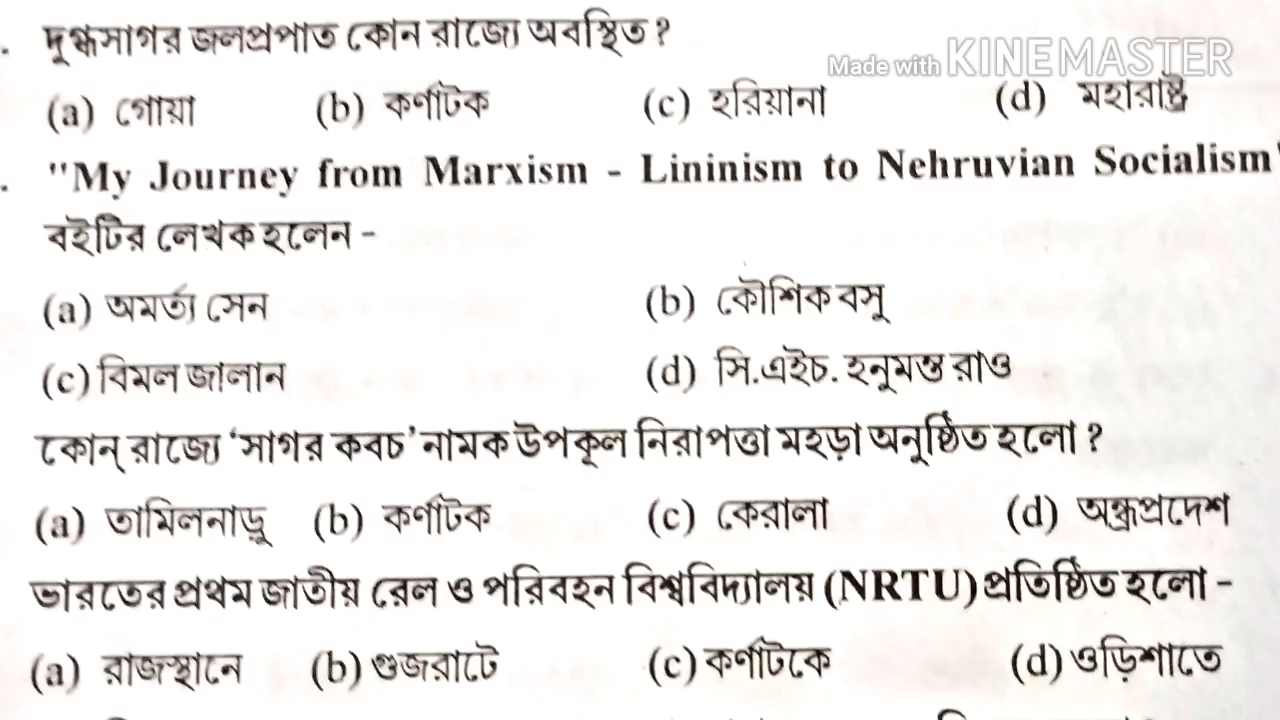 . দুগ্ধসাগর জলপ্রপাত কোন রাজ্যে অবস্থিত ?
Made with KINEMASTER
(a) গোয়া (b) কর্ণাটক (c) হরিয়ানা (d) মহারাষ্ট্র
. "My Journey from Marxism - Lininism to Nehruvian Socialism"
বইটির লেখক হলেন -
(a) অমর্ত্য সেন (b) কৌশিক বসু
(c) বিমল জালান (d) সি.এইচ. হনুমন্ত রাও
কোন্ রাজ্যে ‘সাগর কবচ’ নামক উপকূল নিরাপত্তা মহড়া অনুষ্ঠিত হলো ?
(a) তামিলনাড়ু (b) কর্ণাটক (c) কেরালা (d) অন্ধ্রপ্রদেশ
ভারতের প্রথম জাতীয় রেল ও পরিবহন বিশ্ববিদ্যালয় (NRTU) প্রতিষ্ঠিত হলো -
(a) রাজস্থানে (b) গুজরাটে (c) কর্ণাটকে (d) ওড়িশাতে